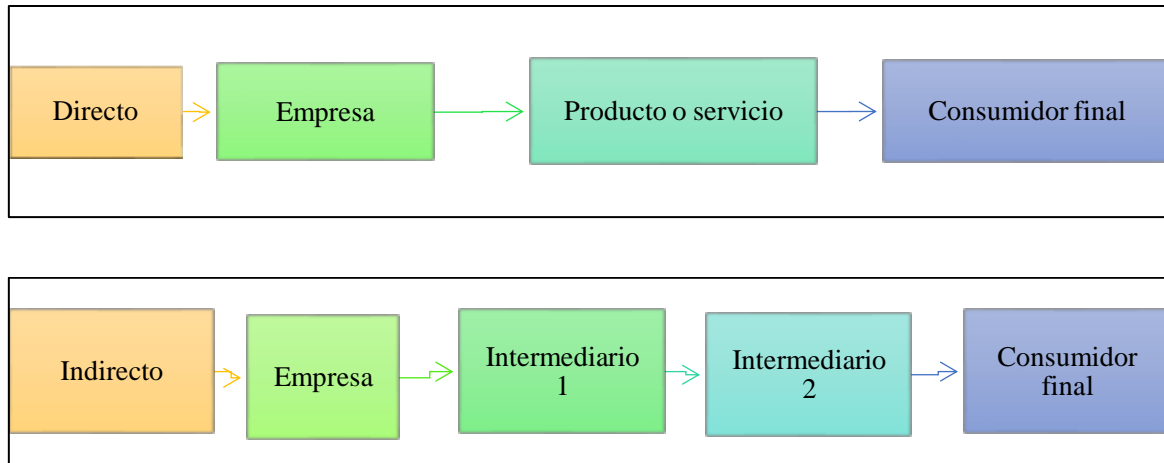 Directo
Empresa
Producto o servicio
Consumidor final
Indirecto
Empresa
Intermediario
1
Intermediario
2
Consumidor
final